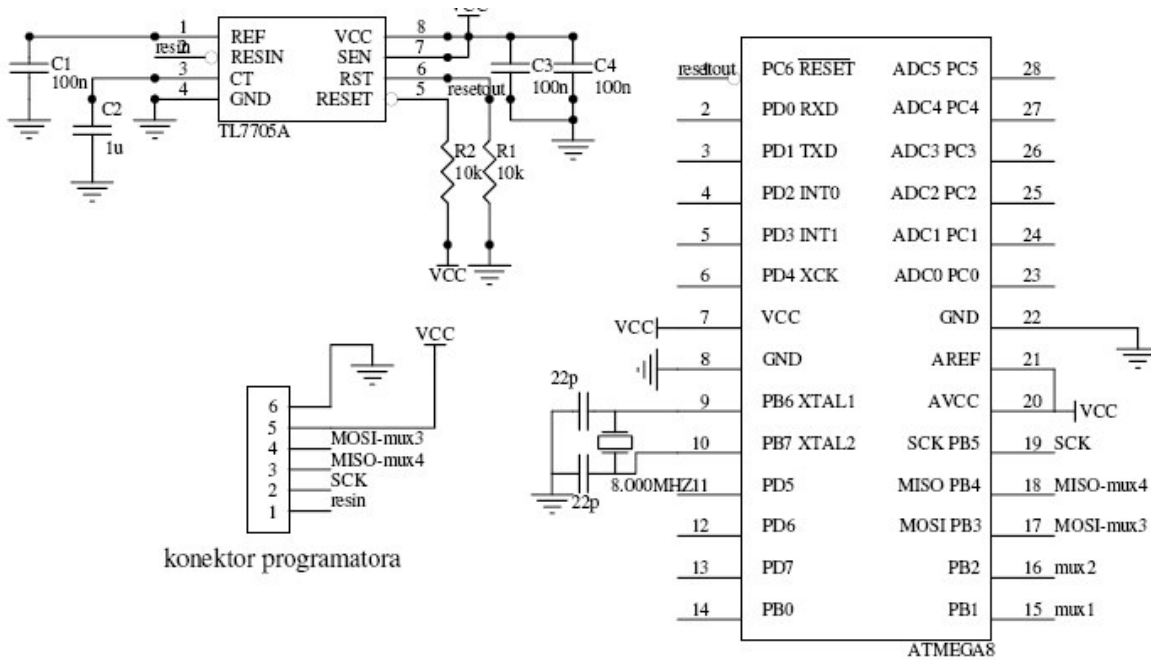 VCC
1 REF VCC 8
resin
2 RESIN SEN 7
3 CT RST 6
4 GND RESET 5
resetout
TL7705A
C1
100n
C2
1u
C3
100n
C4
100n
R2
10k
R1
10k
VCC
VCC
6
5
4 MOSI-mux3
3 MISO-mux4
2 SCK
1 resin
konektor programatora
resetout
1 PC6 RESET ADC5 PC5 28
2 PD0 RXD ADC4 PC4 27
3 PD1 TXD ADC3 PC3 26
4 PD2 INT0 ADC2 PC2 25
5 PD3 INT1 ADC1 PC1 24
6 PD4 XCK ADC0 PC0 23
VCC 7 VCC GND 22
8 GND AREF 21
22p
9 PB6 XTAL1 AVCC 20 VCC
10 PB7 XTAL2 SCK PB5 19 SCK
8.000MHZ
22p
11 PD5 MISO PB4 18 MISO-mux4
12 PD6 MOSI PB3 17 MOSI-mux3
13 PD7 PB2 16 mux2
14 PB0 PB1 15 mux1
ATMEGA8